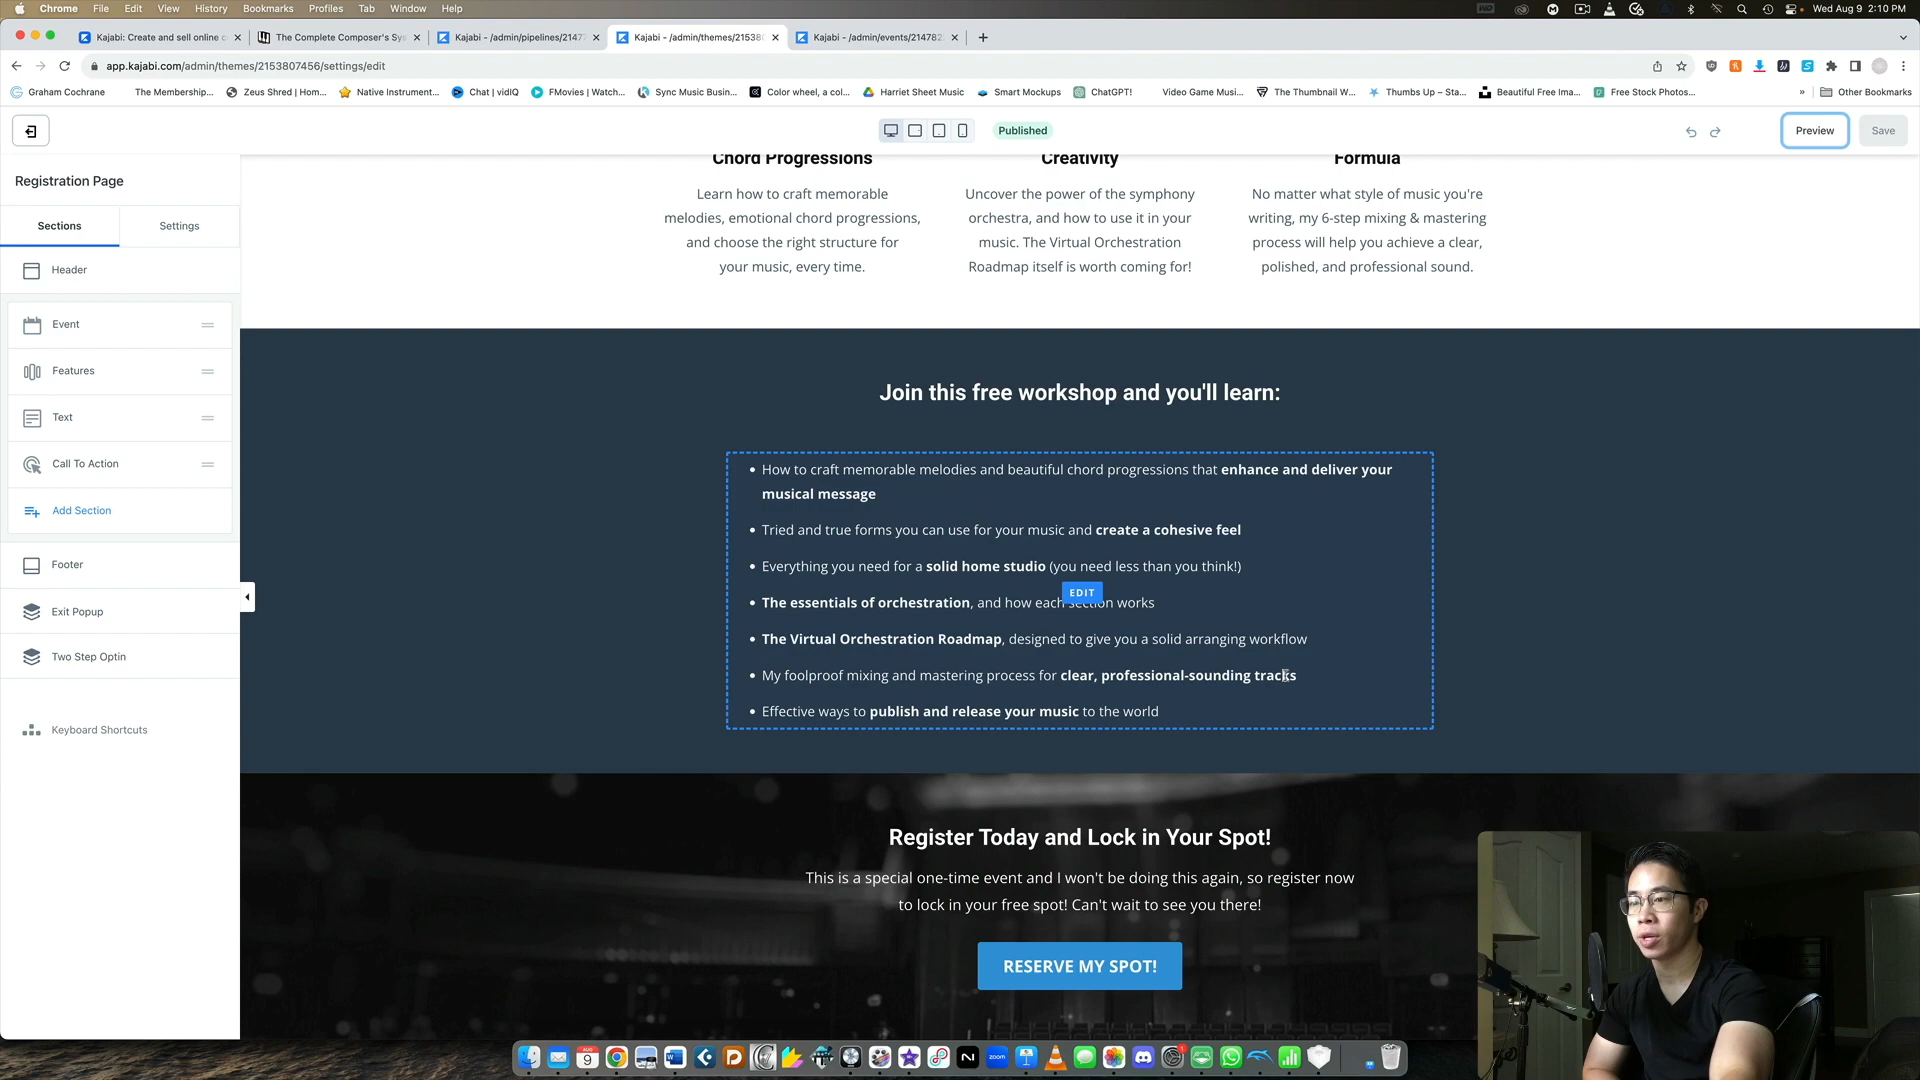 Chrome File Edit View History Bookmarks Profiles Tab Window Help Wed Aug 9 2:10 PM
Kajabi: Create and sell online c The Complete Composer's Sys Kajabi - /admin/pipelines/21477 Kajabi - /admin/themes/215380 Kajabi - /admin/events/214782
app.kajabi.com/admin/themes/2153807456/settings/edit
Graham Cochrane The Membership... Zeus Shred | Hom... Native Instrument... Chat | vidIQ FMovies | Watch... Sync Music Busin... Color wheel, a col... Harriet Sheet Music Smart Mockups ChatGPT! Video Game Musi... The Thumbnail W... Thumbs Up – Sta... Beautiful Free Ima... Free Stock Photos... » Other Bookmarks
Published Preview Save
Registration Page
Sections Settings
Header
Event
Features
Text
Call To Action
Add Section
Footer
Exit Popup
Two Step Optin
Keyboard Shortcuts
Chord Progressions
Learn how to craft memorable
melodies, emotional chord progressions,
and choose the right structure for
your music, every time.
Creativity
Uncover the power of the symphony
orchestra, and how to use it in your
music. The Virtual Orchestration
Roadmap itself is worth coming for!
Formula
No matter what style of music you're
writing, my 6-step mixing & mastering
process will help you achieve a clear,
polished, and professional sound.
Join this free workshop and you'll learn:
• How to craft memorable melodies and beautiful chord progressions that enhance and deliver your
musical message
• Tried and true forms you can use for your music and create a cohesive feel
• Everything you need for a solid home studio (you need less than you think!)
EDIT
• The essentials of orchestration, and how each section works
• The Virtual Orchestration Roadmap, designed to give you a solid arranging workflow
• My foolproof mixing and mastering process for clear, professional-sounding tracks
• Effective ways to publish and release your music to the world
Register Today and Lock in Your Spot!
This is a special one-time event and I won't be doing this again, so register now
to lock in your free spot! Can't wait to see you there!
RESERVE MY SPOT!
zoom